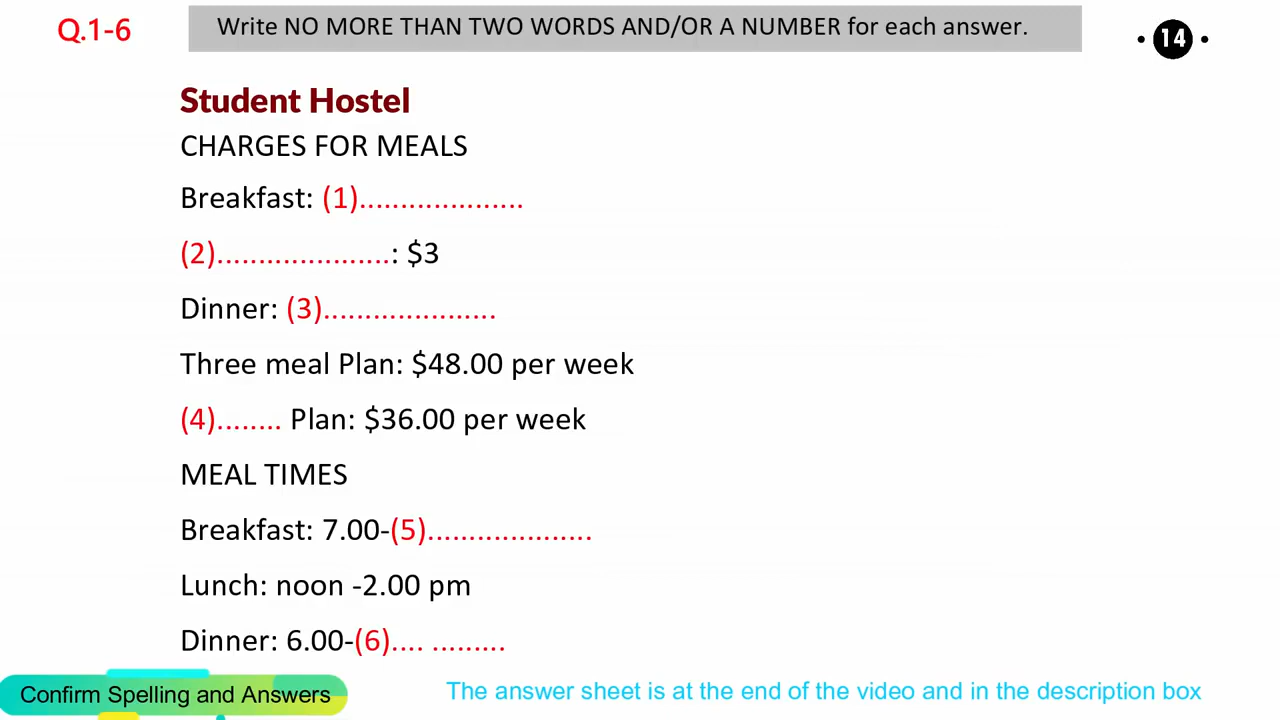 Q.1-6
Write NO MORE THAN TWO WORDS AND/OR A NUMBER for each answer.
14
Student Hostel
CHARGES FOR MEALS
Breakfast: (1)....................
(2).....................: $3
Dinner: (3).....................
Three meal Plan: $48.00 per week
(4)........ Plan: $36.00 per week
MEAL TIMES
Breakfast: 7.00-(5)....................
Lunch: noon -2.00 pm
Dinner: 6.00-(6).... .........
Confirm Spelling and Answers
The answer sheet is at the end of the video and in the description box